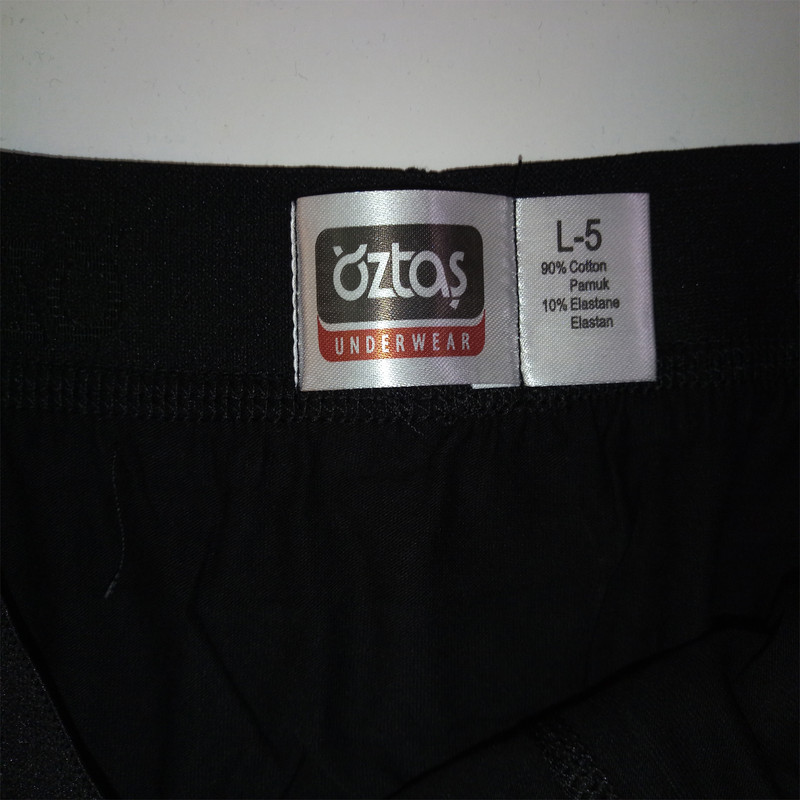 Öztaş
UNDERWEAR
L-5
90% Cotton
Pamuk
10% Elastane
Elastan